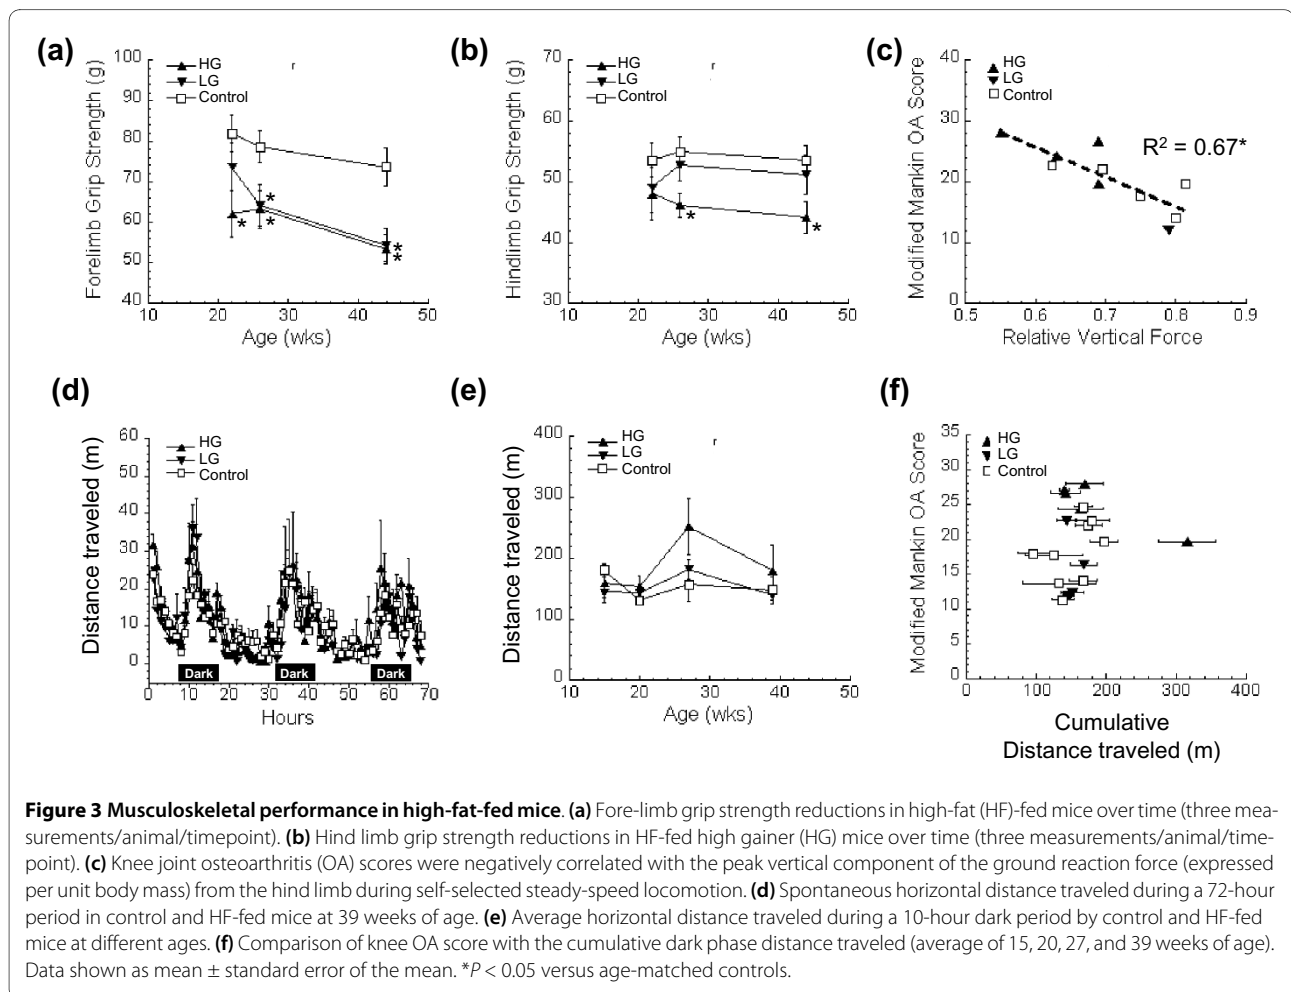 (a)
100
90
80
70
60
50
40
Forelimb Grip Strength (g)
HG
LG
Control
r
*
*
*
*
*
10 20 30 40 50
Age (wks)
(b)
70
60
50
40
30
Hindlimb Grip Strength (g)
HG
LG
Control
r
*
*
10 20 30 40 50
Age (wks)
(c)
40
30
20
10
0
Modified Mankin OA Score
HG
LG
Control
R² = 0.67*
0.5 0.6 0.7 0.8 0.9
Relative Vertical Force
(d)
60
50
40
30
20
10
0
Distance traveled (m)
HG
LG
Control
Dark Dark Dark
0 10 20 30 40 50 60 70
Hours
(e)
400
300
200
100
0
Distance traveled (m)
HG
LG
Control
r
10 20 30 40 50
Age (wks)
(f)
35
30
25
20
15
10
5
0
Modified Mankin OA Score
HG
LG
Control
0 100 200 300 400
Cumulative
Distance traveled (m)
Figure 3 Musculoskeletal performance in high-fat-fed mice. (a) Fore-limb grip strength reductions in high-fat (HF)-fed mice over time (three mea-
surements/animal/timepoint). (b) Hind limb grip strength reductions in HF-fed high gainer (HG) mice over time (three measurements/animal/time-
point). (c) Knee joint osteoarthritis (OA) scores were negatively correlated with the peak vertical component of the ground reaction force (expressed
per unit body mass) from the hind limb during self-selected steady-speed locomotion. (d) Spontaneous horizontal distance traveled during a 72-hour
period in control and HF-fed mice at 39 weeks of age. (e) Average horizontal distance traveled during a 10-hour dark period by control and HF-fed
mice at different ages. (f) Comparison of knee OA score with the cumulative dark phase distance traveled (average of 15, 20, 27, and 39 weeks of age).
Data shown as mean ± standard error of the mean. *P < 0.05 versus age-matched controls.